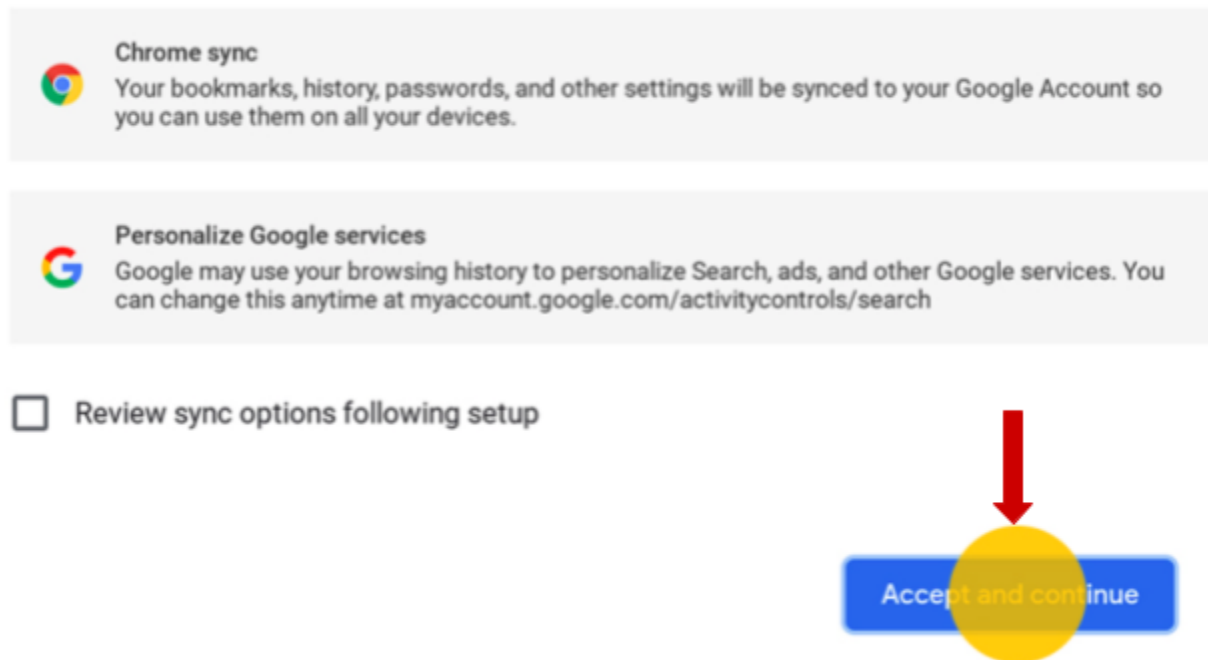 Chrome sync
Your bookmarks, history, passwords, and other settings will be synced to your Google Account so
you can use them on all your devices.
Personalize Google services
Google may use your browsing history to personalize Search, ads, and other Google services. You
can change this anytime at myaccount.google.com/activitycontrols/search
Review sync options following setup
Accept and continue